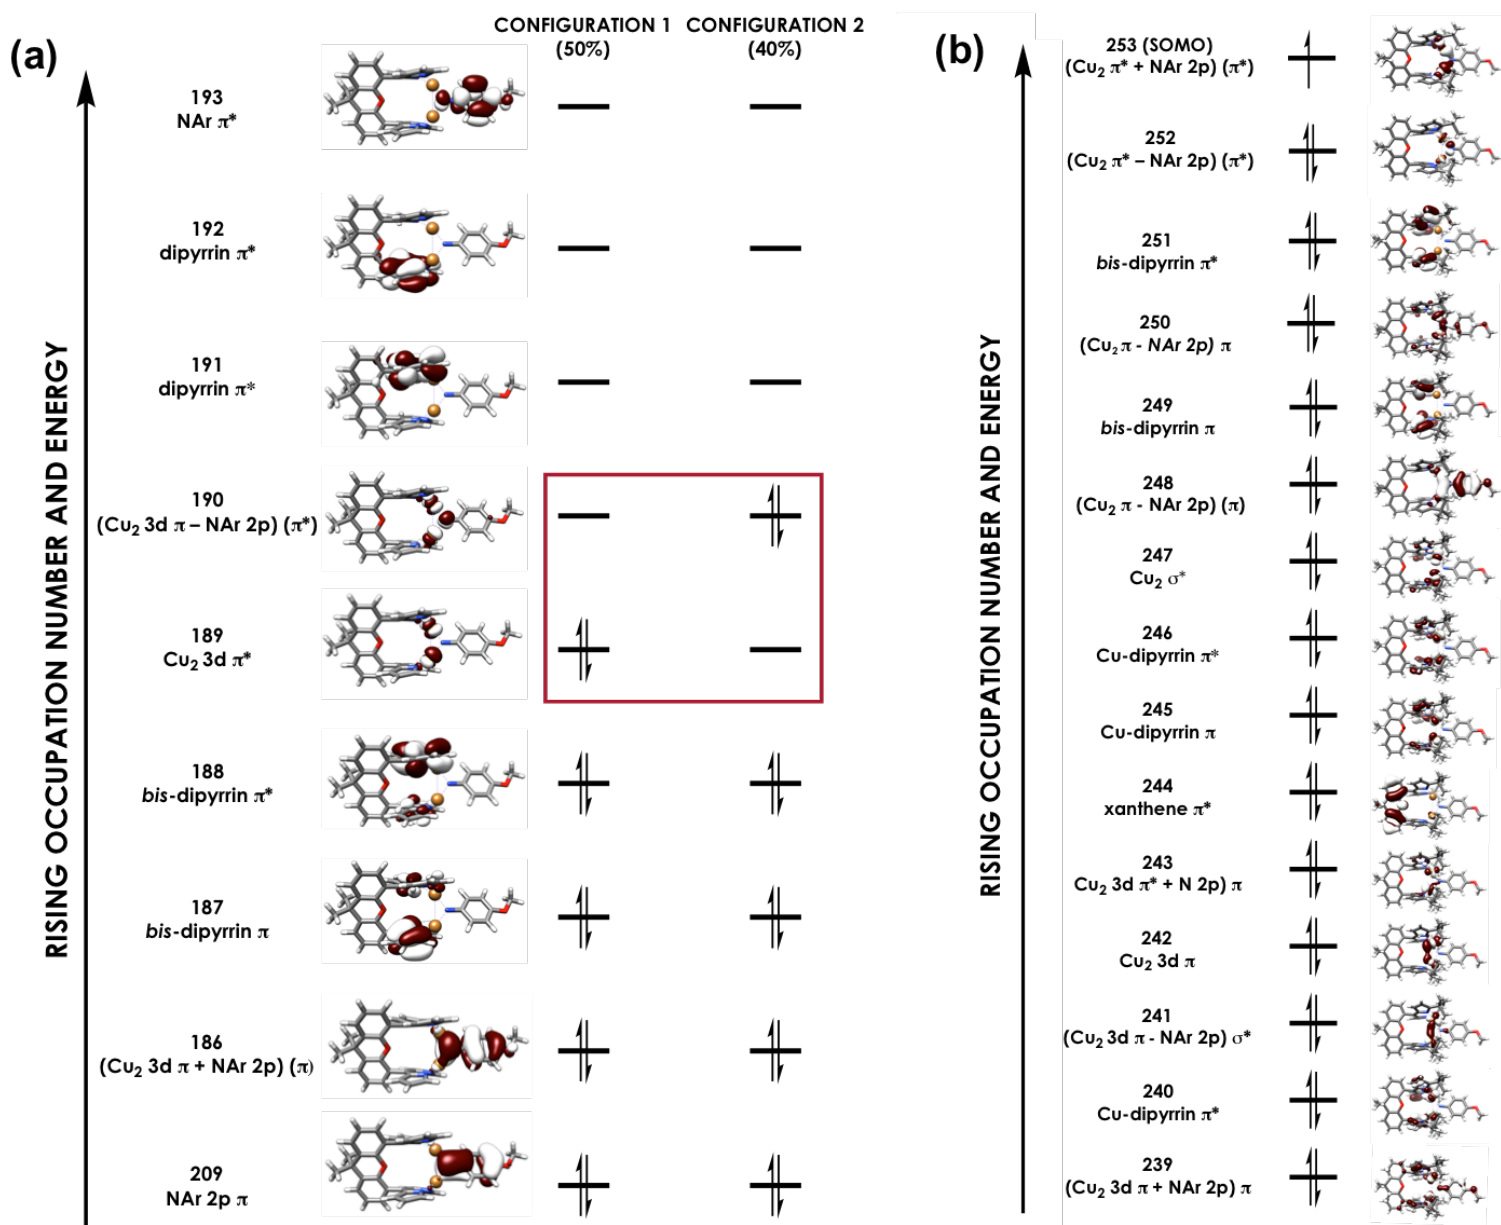 (a)
CONFIGURATION 1
(50%)
CONFIGURATION 2
(40%)
RISING OCCUPATION NUMBER AND ENERGY
193
NAr π*
192
dipyrrin π*
191
dipyrrin π*
190
(Cu2 3d π – NAr 2p) (π*)
189
Cu2 3d π*
188
bis-dipyrrin π*
187
bis-dipyrrin π
186
(Cu2 3d π + NAr 2p) (π)
209
NAr 2p π
(b)
RISING OCCUPATION NUMBER AND ENERGY
253 (SOMO)
(Cu2 π* + NAr 2p) (π*)
252
(Cu2 π* – NAr 2p) (π*)
251
bis-dipyrrin π*
250
(Cu2 π - NAr 2p) π
249
bis-dipyrrin π
248
(Cu2 π - NAr 2p) (π)
247
Cu2 σ*
246
Cu-dipyrrin π*
245
Cu-dipyrrin π
244
xanthene π*
243
Cu2 3d π* + N 2p) π
242
Cu2 3d π
241
(Cu2 3d π - NAr 2p) σ*
240
Cu-dipyrrin π*
239
(Cu2 3d π + NAr 2p) π